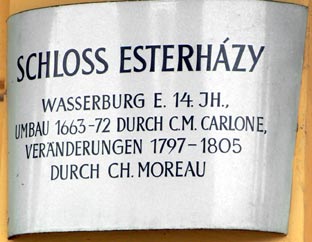 SCHLOSS ESTERHÁZY
WASSERBURG E. 14. JH.,
UMBAU 1663-72 DURCH C.M. CARLONE,
VERÄNDERUNGEN 1797-1805
DURCH CH. MOREAU